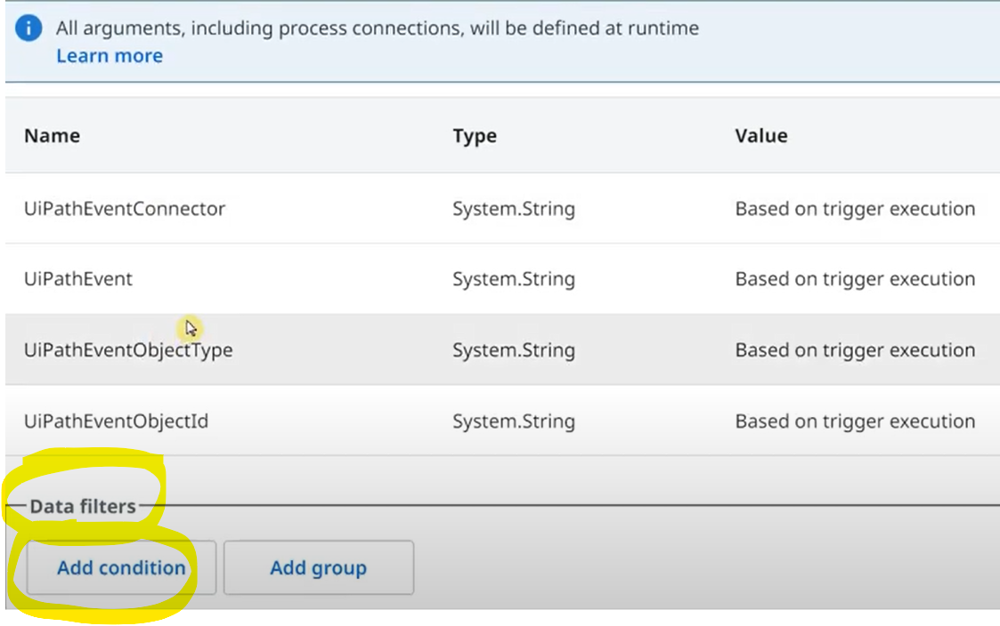 All arguments, including process connections, will be defined at runtime
Learn more
Name Type Value
UiPathEventConnector System.String Based on trigger execution
UiPathEvent System.String Based on trigger execution
UiPathEventObjectType System.String Based on trigger execution
UiPathEventObjectId System.String Based on trigger execution
Data filters
Add condition Add group